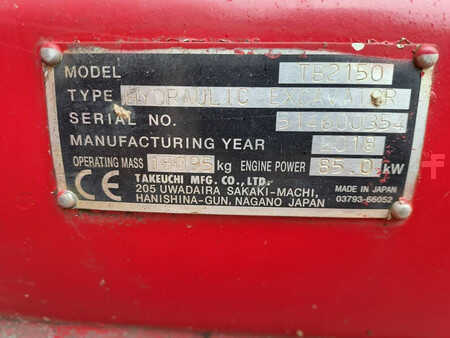 MODEL TB2150
TYPE HYDRAULIC EXCAVATOR
SERIAL NO. 514800354
MANUFACTURING YEAR 2018
OPERATING MASS kg ENGINE POWER 85.0 kW
CE TAKEUCHI MFG. CO., LTD.
205 UWADAIRA SAKAKI-MACHI, MADE IN JAPAN
HANISHINA-GUN, NAGANO JAPAN 03793-66052